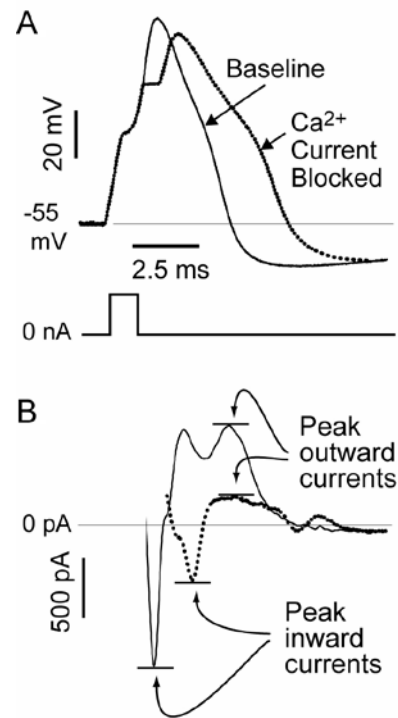 A
Baseline
20 mV
Ca²⁺
Current
Blocked
-55
mV
2.5 ms
0 nA
B
Peak
outward
currents
0 pA
500 pA
Peak
inward
currents